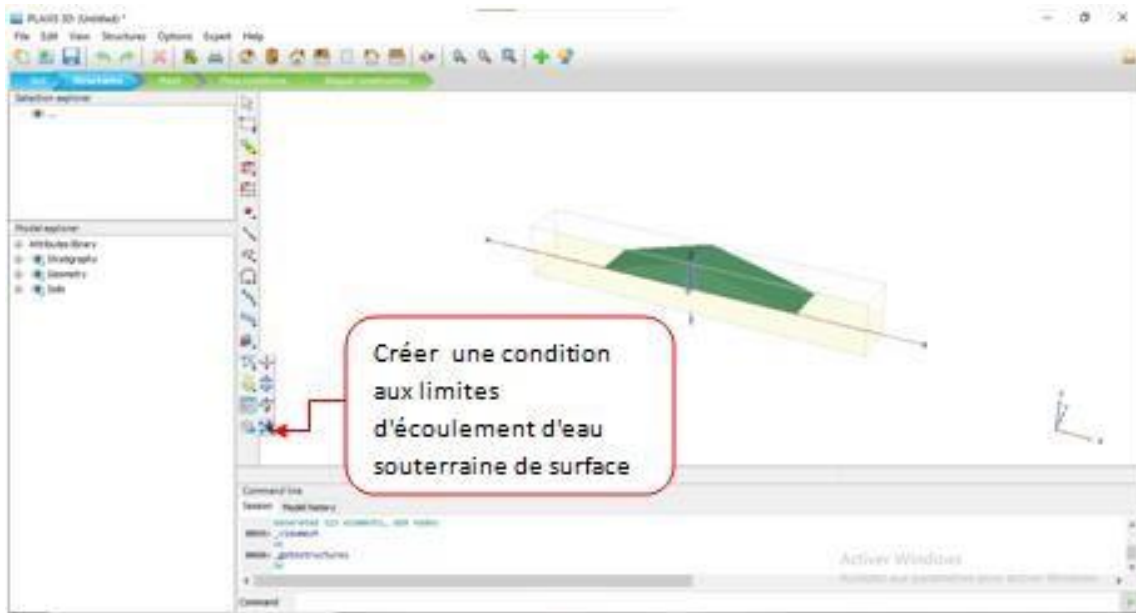 PLAXIS 3D (Untitled) *
File Edit View Structures Options Expert Help
Soil Structures Mesh Flow conditions Staged construction
Selection explorer
...
Model explorer
Attributes library
Stratigraphy
Geometry
Soils
Créer une condition
aux limites
d'écoulement d'eau
souterraine de surface
Command line
Session Model history
_gotostructures
Activer Windows
Command